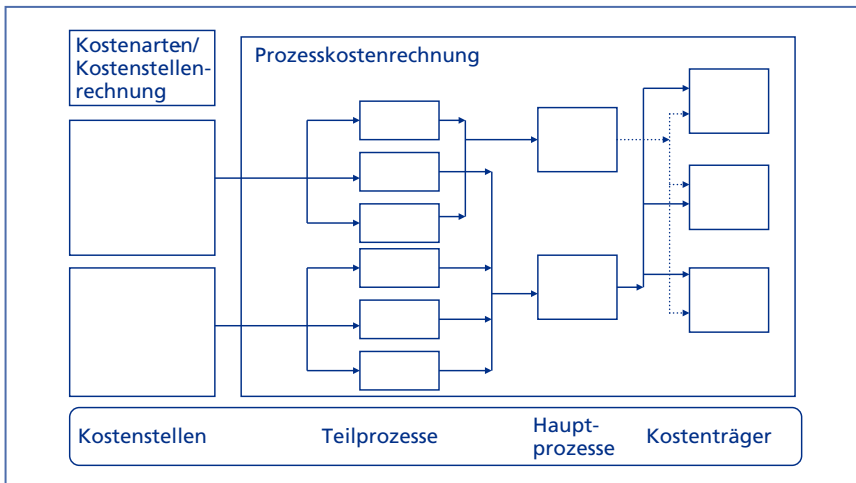 Kostenarten/
Kostenstellen-
rechnung
Prozesskostenrechnung
Kostenstellen
Teilprozesse
Haupt-
prozesse
Kostenträger